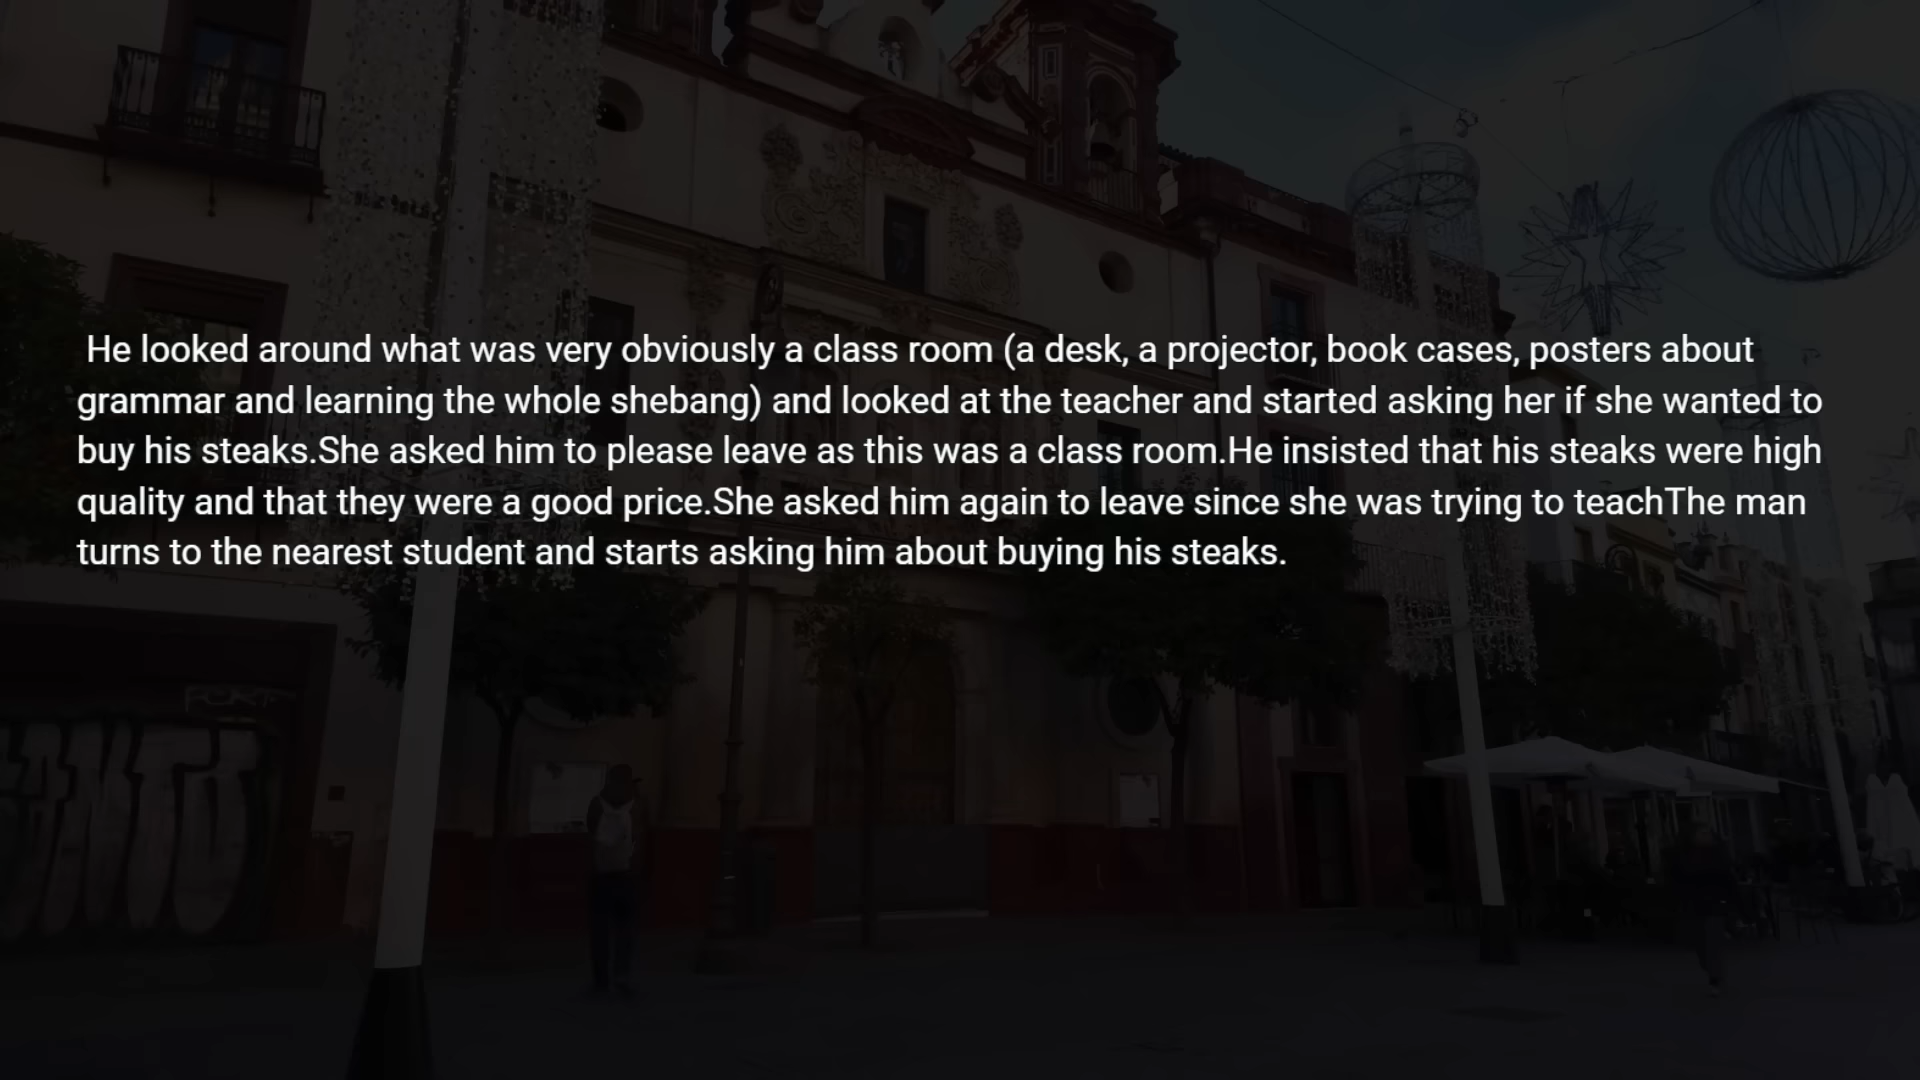 He looked around what was very obviously a class room (a desk, a projector, book cases, posters about
grammar and learning the whole shebang) and looked at the teacher and started asking her if she wanted to
buy his steaks.She asked him to please leave as this was a class room.He insisted that his steaks were high
quality and that they were a good price.She asked him again to leave since she was trying to teachThe man
turns to the nearest student and starts asking him about buying his steaks.